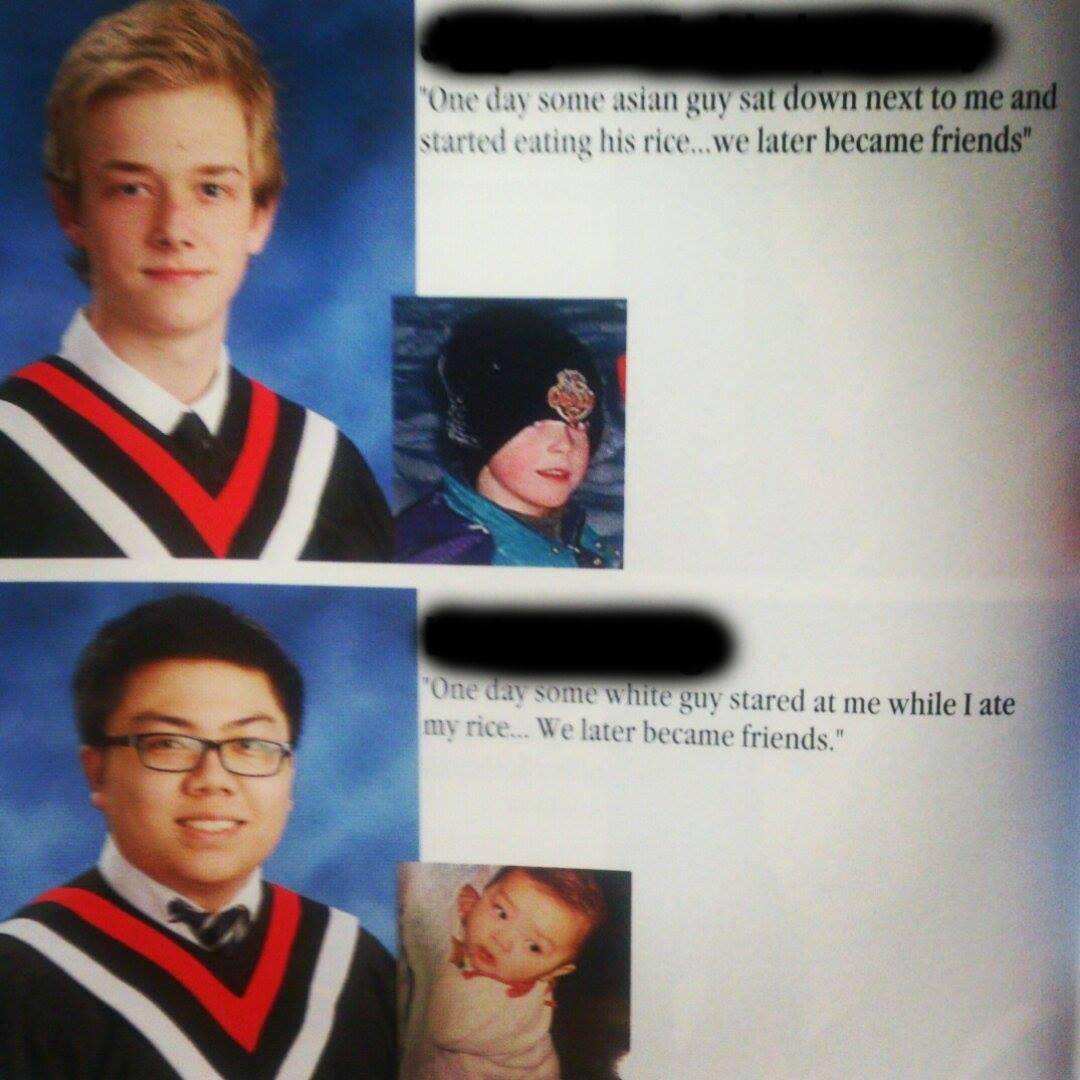 "One day some asian guy sat down next to me and
started eating his rice...we later became friends"
"One day some white guy stared at me while I ate
my rice... We later became friends."